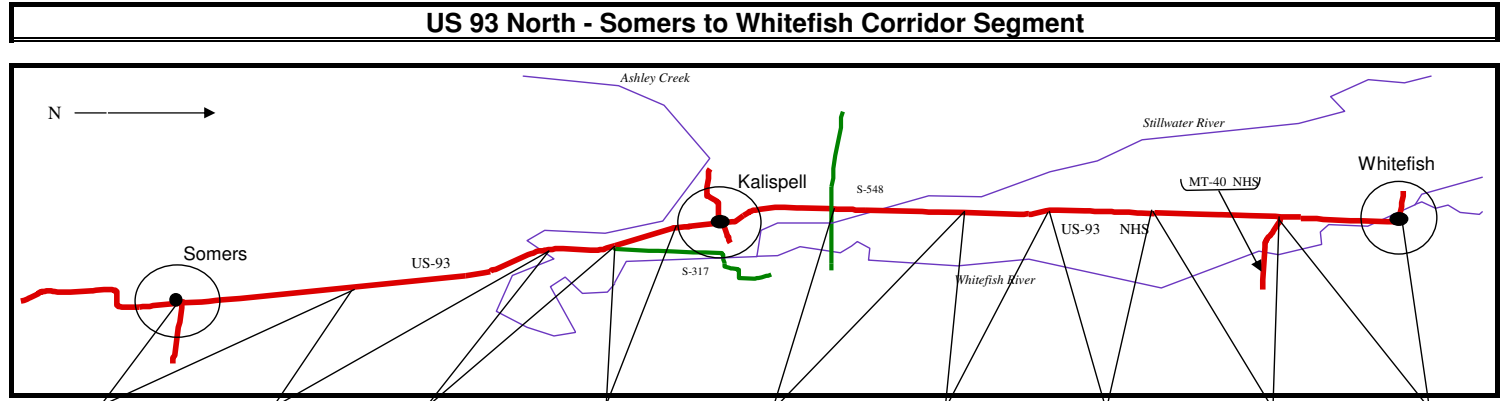 US 93 North - Somers to Whitefish Corridor Segment
Ashley Creek
N
Stillwater River
Whitefish
Kalispell
MT-40 NHS
S-548
US-93 NHS
Somers
US-93
S-317
Whitefish River